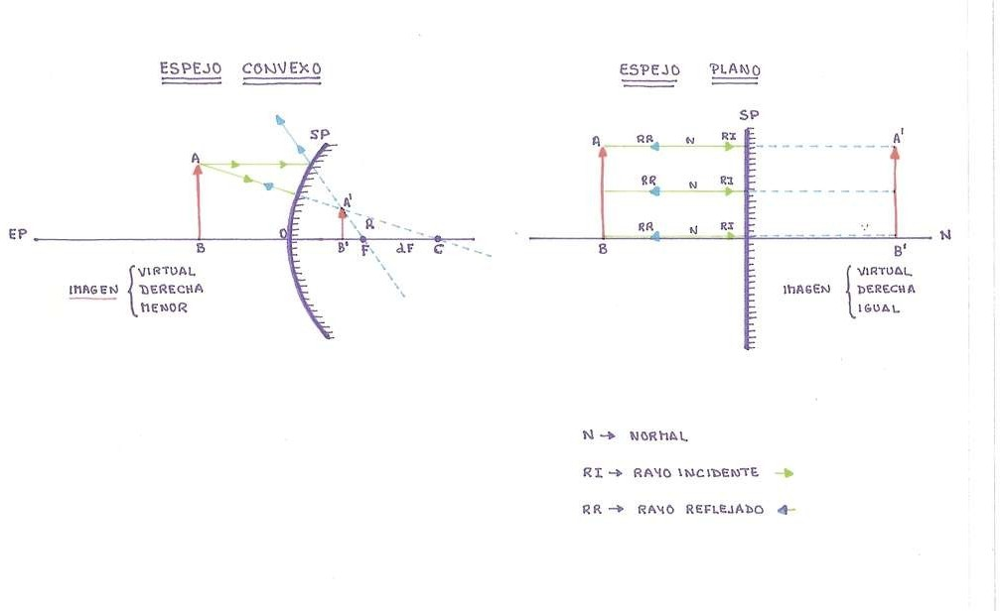 ESPEJO CONVEXO
SP
A
A'
R
EP
O
B
B'
F
dF
C
IMAGEN
VIRTUAL
DERECHA
MENOR
ESPEJO PLANO
SP
A
RR
N
RI
A'
RR
N
RI
RR
N
RI
N
B
B'
IMAGEN
VIRTUAL
DERECHA
IGUAL
N → NORMAL
RI → RAYO INCIDENTE →
RR → RAYO REFLEJADO ←